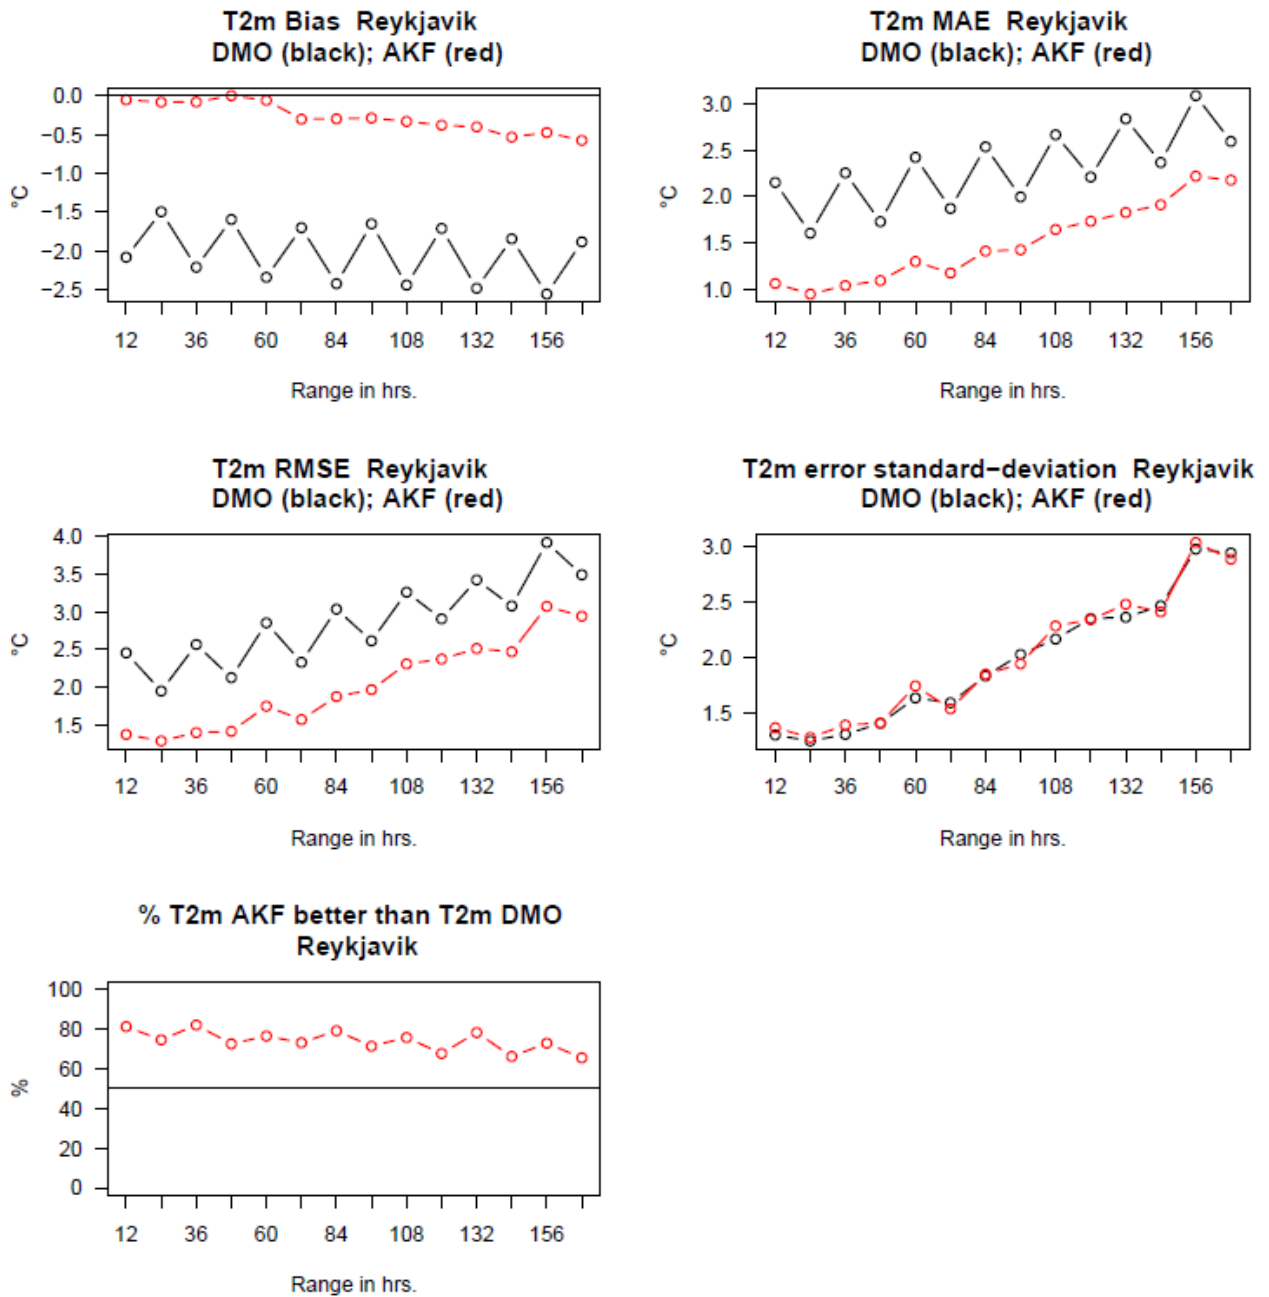 T2m Bias  Reykjavik
DMO (black); AKF (red)
0.0
−0.5
−1.0
−1.5
−2.0
−2.5
°C
12 36 60 84 108 132 156
Range in hrs.
T2m MAE  Reykjavik
DMO (black); AKF (red)
3.0
2.5
2.0
1.5
1.0
°C
12 36 60 84 108 132 156
Range in hrs.
T2m RMSE  Reykjavik
DMO (black); AKF (red)
4.0
3.5
3.0
2.5
2.0
1.5
°C
12 36 60 84 108 132 156
Range in hrs.
T2m error standard−deviation  Reykjavik
DMO (black); AKF (red)
3.0
2.5
2.0
1.5
°C
12 36 60 84 108 132 156
Range in hrs.
% T2m AKF better than T2m DMO
Reykjavik
100
80
60
40
20
0
%
12 36 60 84 108 132 156
Range in hrs.